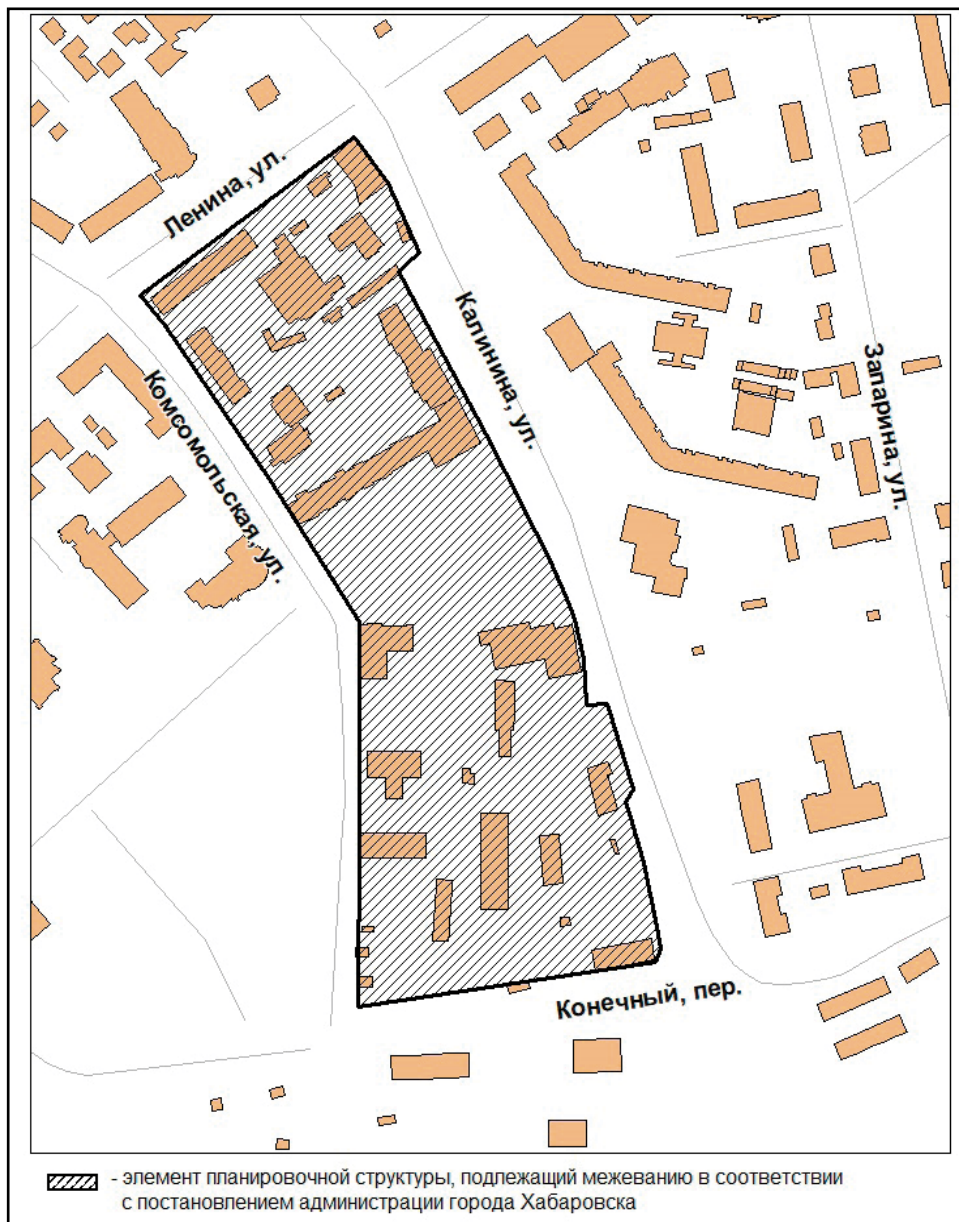 Ленина, ул.
Калинина, ул.
Запарина, ул.
Комсомольская, ул.
Конечный, пер.
- элемент планировочной структуры, подлежащий межеванию в соответствии
с постановлением администрации города Хабаровска